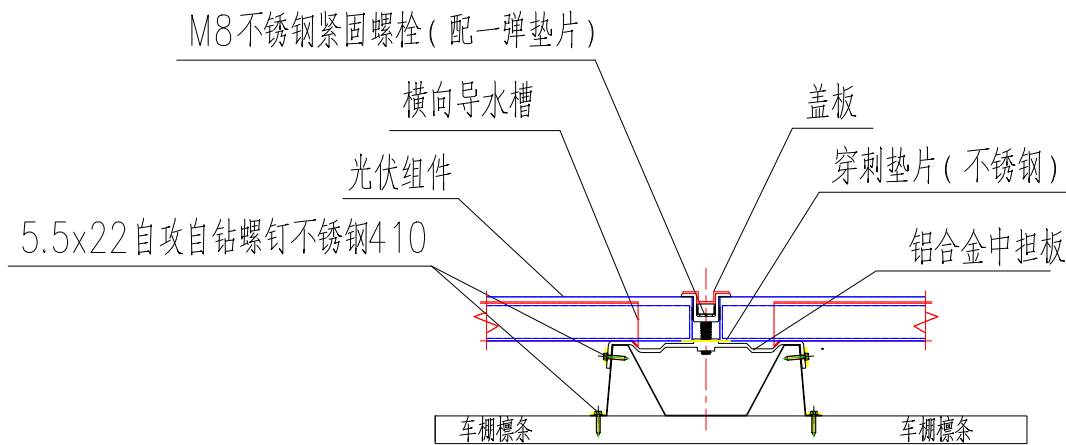 M8不锈钢紧固螺栓(配一弹垫片)
横向导水槽
盖板
穿刺垫片(不锈钢)
光伏组件
5.5x22自攻自钻螺钉不锈钢410
铝合金中担板
车棚檩条
车棚檩条